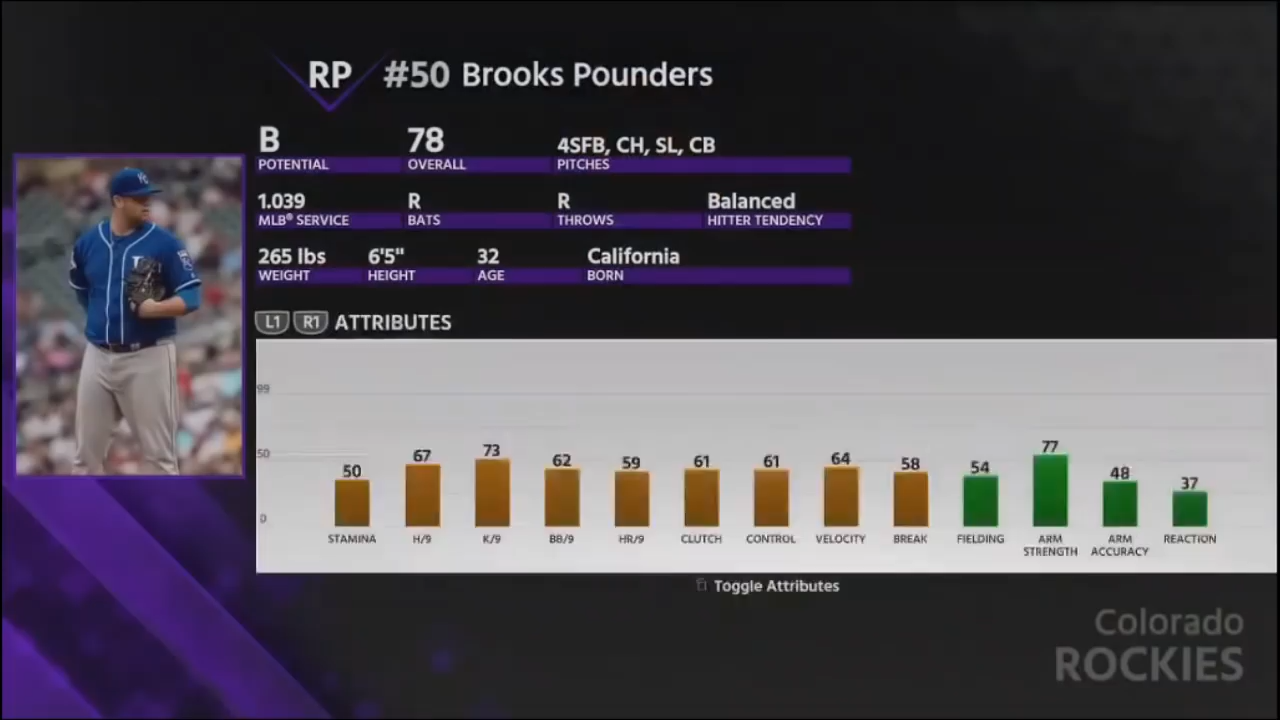 RP #50 Brooks Pounders
B 78 4SFB, CH, SL, CB
POTENTIAL OVERALL PITCHES
1.039 R R Balanced
MLB® SERVICE BATS THROWS HITTER TENDENCY
265 lbs 6'5" 32 California
WEIGHT HEIGHT AGE BORN
L1 R1 ATTRIBUTES
99
50
0
50 67 73 62 59 61 61 64 58 54 77 48 37
STAMINA H/9 K/9 BB/9 HR/9 CLUTCH CONTROL VELOCITY BREAK FIELDING ARM STRENGTH ARM ACCURACY REACTION
Toggle Attributes
Colorado
ROCKIES
KC